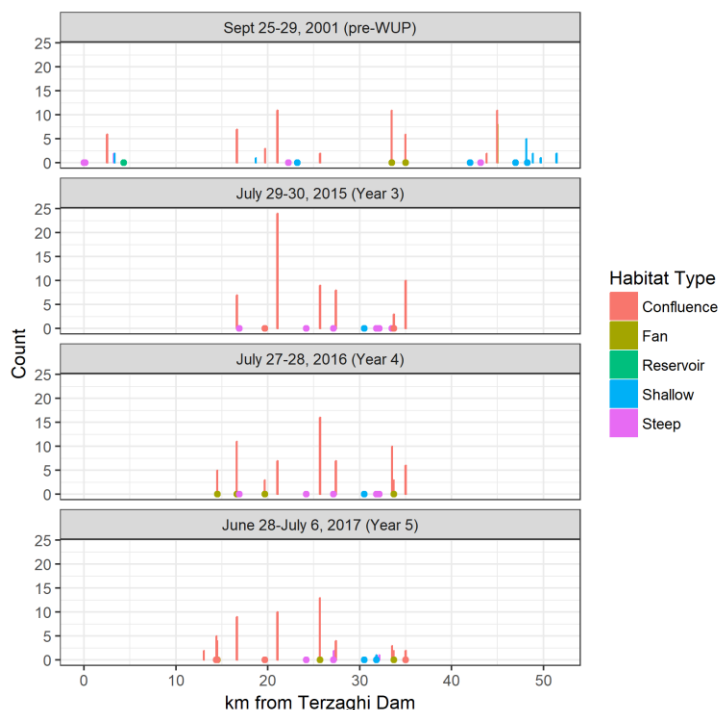 Sept 25-29, 2001 (pre-WUP)
25
20
15
10
5
0
July 29-30, 2015 (Year 3)
25
20
15
10
5
0
July 27-28, 2016 (Year 4)
25
20
15
10
5
0
June 28-July 6, 2017 (Year 5)
25
20
15
10
5
0
Count
0 10 20 30 40 50
km from Terzaghi Dam
Habitat Type
Confluence
Fan
Reservoir
Shallow
Steep